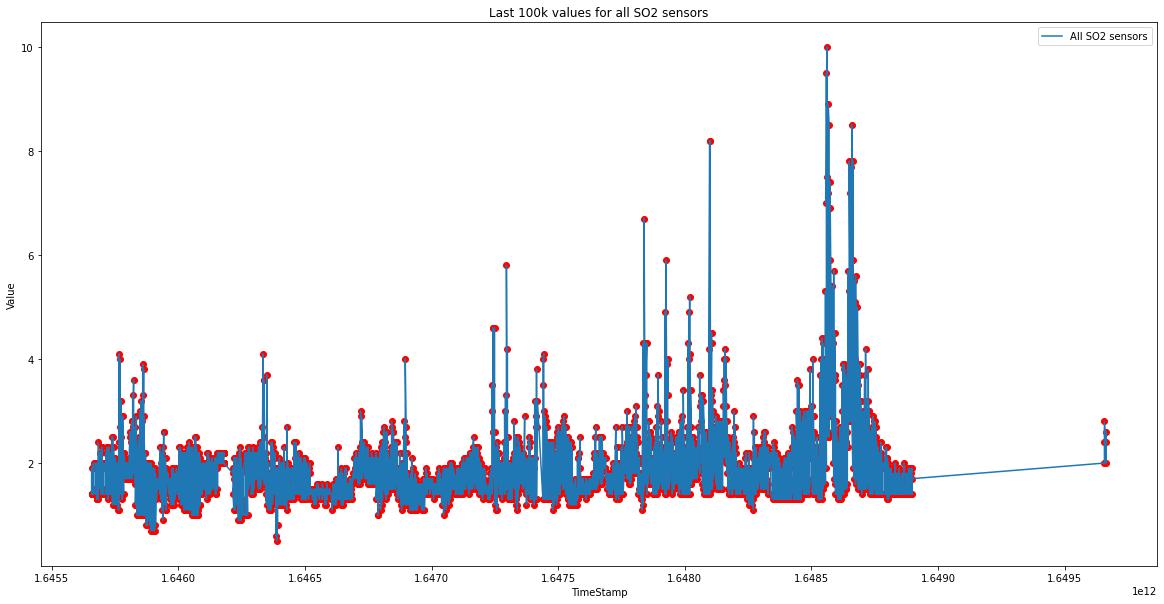 Last 100k values for all SO2 sensors
All SO2 sensors
10
8
6
4
2
Value
1.6455 1.6460 1.6465 1.6470 1.6475 1.6480 1.6485 1.6490 1.6495
TimeStamp
1e12